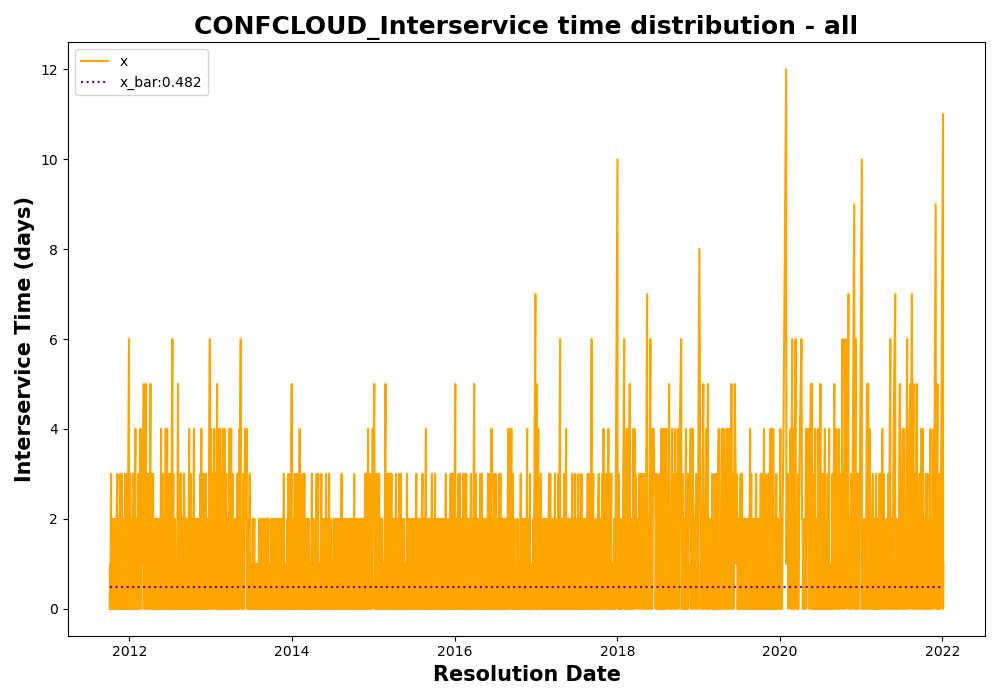 CONFCLOUD_Interservice time distribution - all
x
x_bar:0.482
Interservice Time (days)
12
10
8
6
4
2
0
2012 2014 2016 2018 2020 2022
Resolution Date